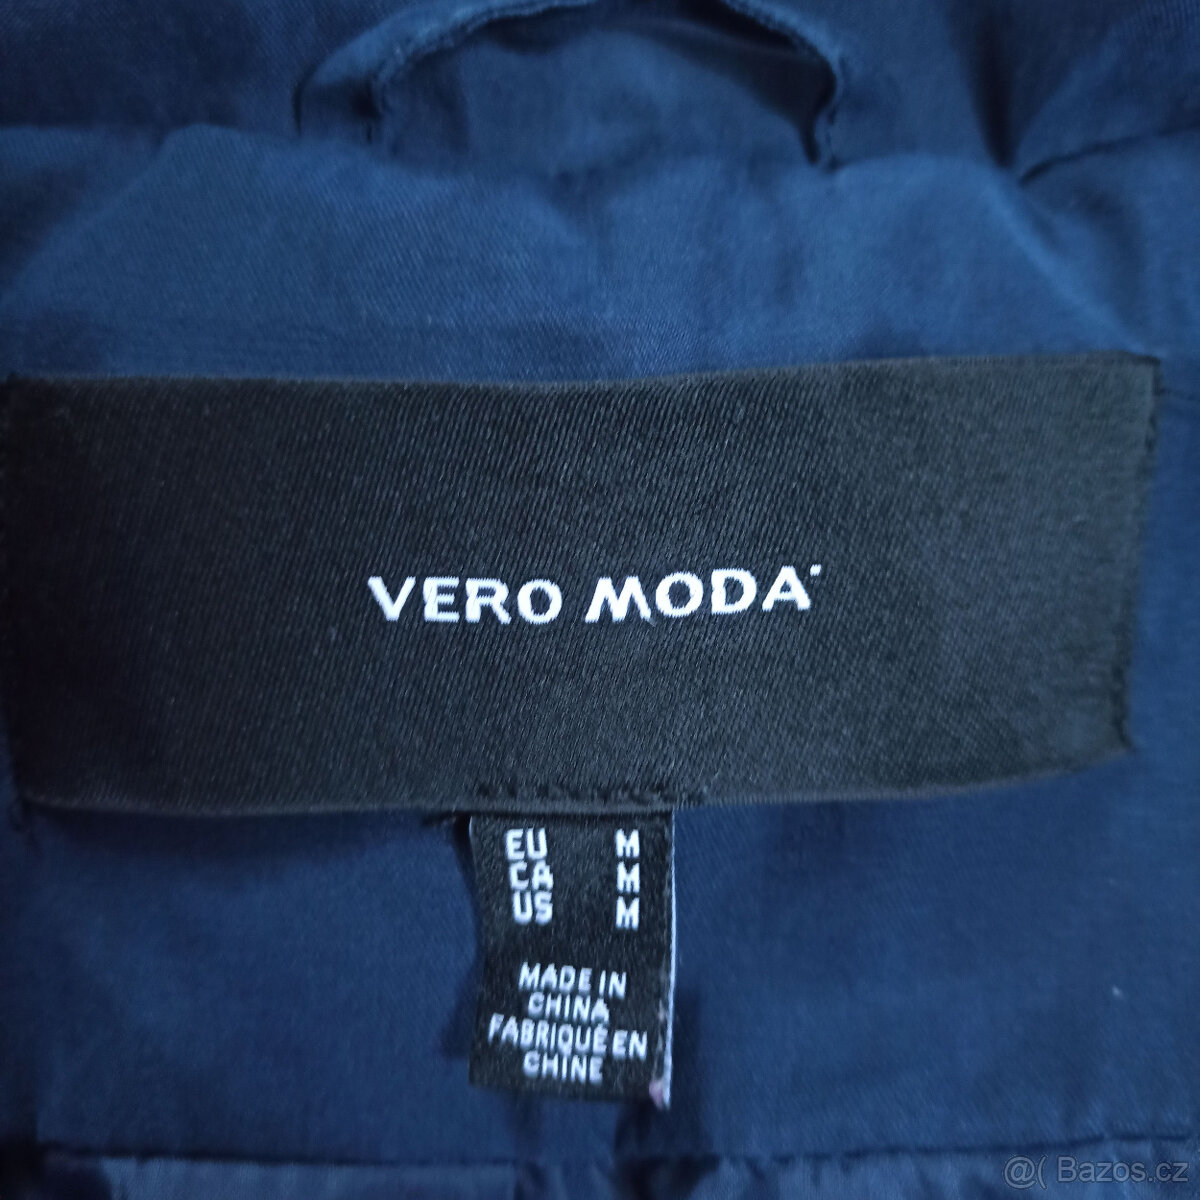 VERO MODA
EU M
CA M
US M
MADE IN
CHINA
FABRIQUÉ EN
CHINE
@( Bazos.cz